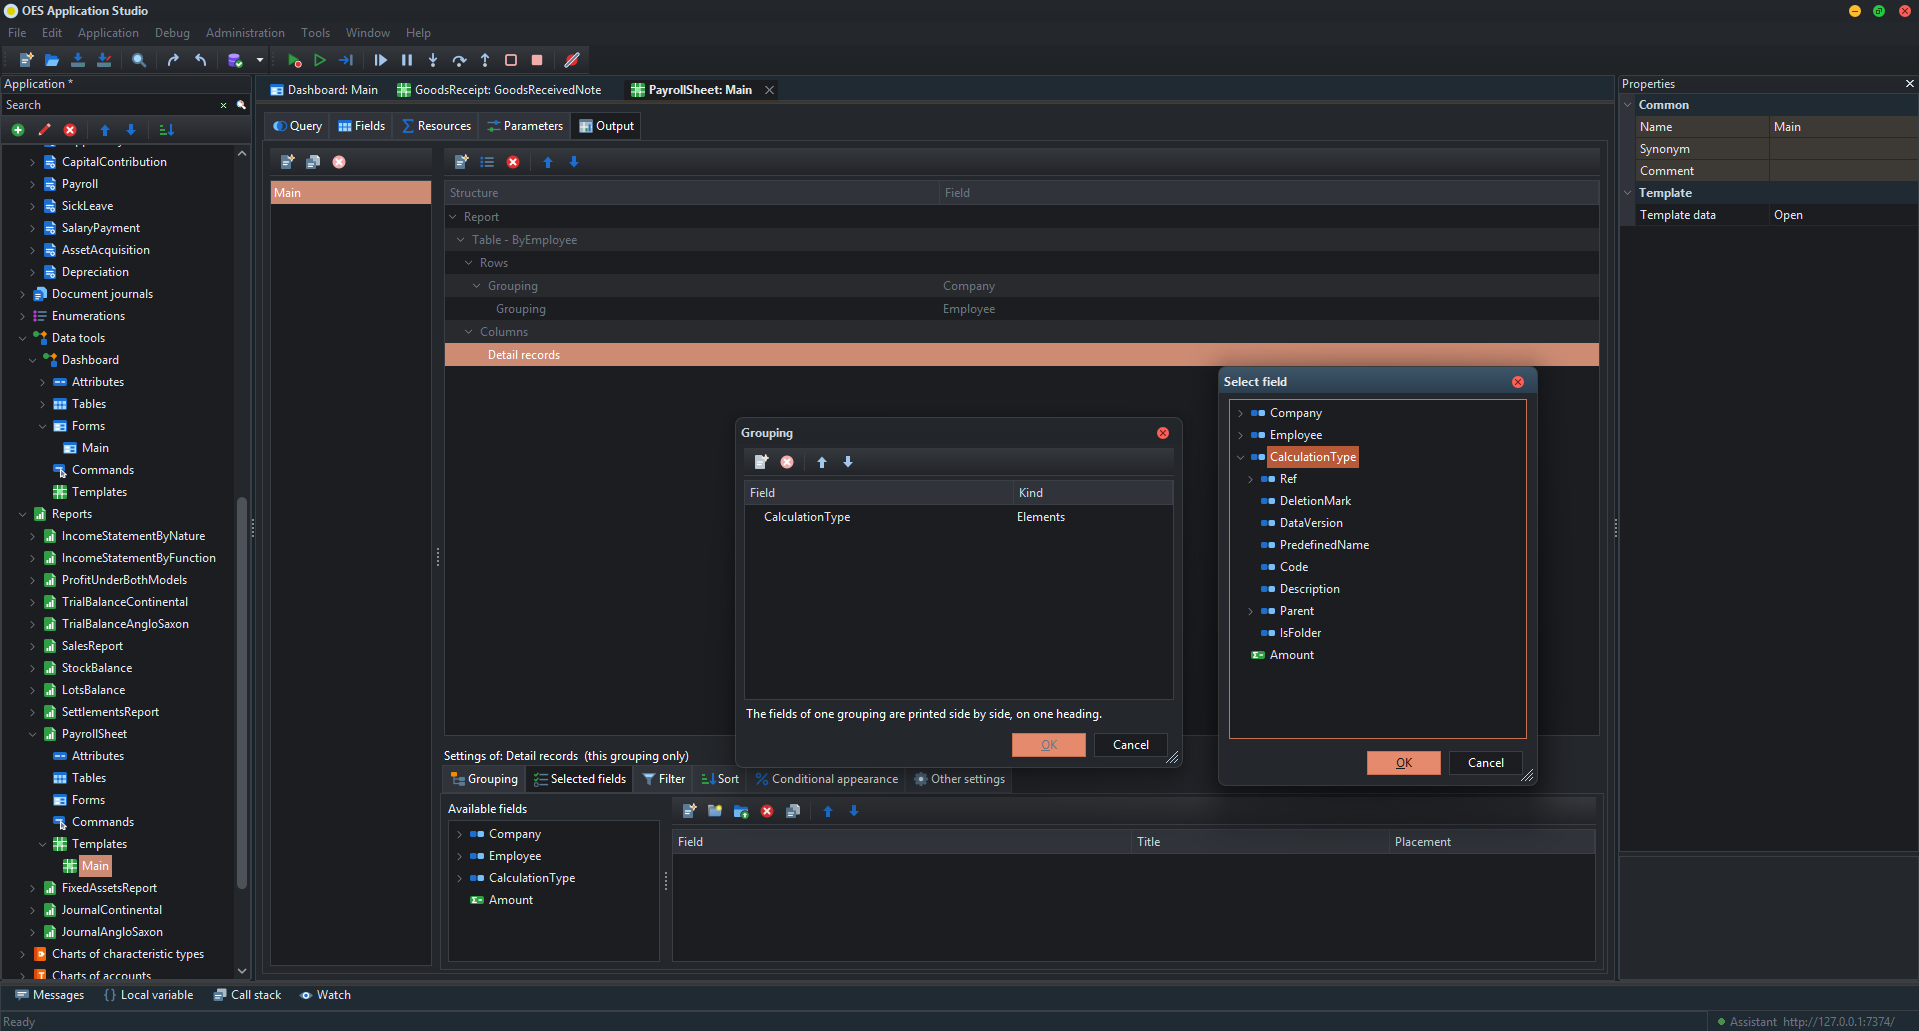 OES Application Studio
File Edit Application Debug Administration Tools Window Help
Application *
Search
CapitalContribution
Payroll
SickLeave
SalaryPayment
AssetAcquisition
Depreciation
Document journals
Enumerations
Data tools
Dashboard
Attributes
Tables
Forms
Main
Commands
Templates
Reports
IncomeStatementByNature
IncomeStatementByFunction
ProfitUnderBothModels
TrialBalanceContinental
TrialBalanceAngloSaxon
SalesReport
StockBalance
LotsBalance
SettlementsReport
PayrollSheet
Attributes
Tables
Forms
Commands
Templates
Main
FixedAssetsReport
JournalContinental
JournalAngloSaxon
Charts of characteristic types
Charts of accounts
Dashboard: Main GoodsReceipt: GoodsReceivedNote PayrollSheet: Main
Query Fields Resources Parameters Output
Main
Structure Field
Report
Table - ByEmployee
Rows
Grouping Company
Grouping Employee
Columns
Detail records
Settings of: Detail records (this grouping only)
Grouping Selected fields Filter Sort Conditional appearance Other settings
Available fields
Company
Employee
CalculationType
Amount
Field Title Placement
Grouping
Field Kind
CalculationType Elements
The fields of one grouping are printed side by side, on one heading.
OK Cancel
Select field
Company
Employee
CalculationType
Ref
DeletionMark
DataVersion
PredefinedName
Code
Description
Parent
IsFolder
Amount
OK Cancel
Properties
Common
Name Main
Synonym
Comment
Template
Template data Open
Messages Local variable Call stack Watch
Ready
Assistant http://127.0.0.1:7374/